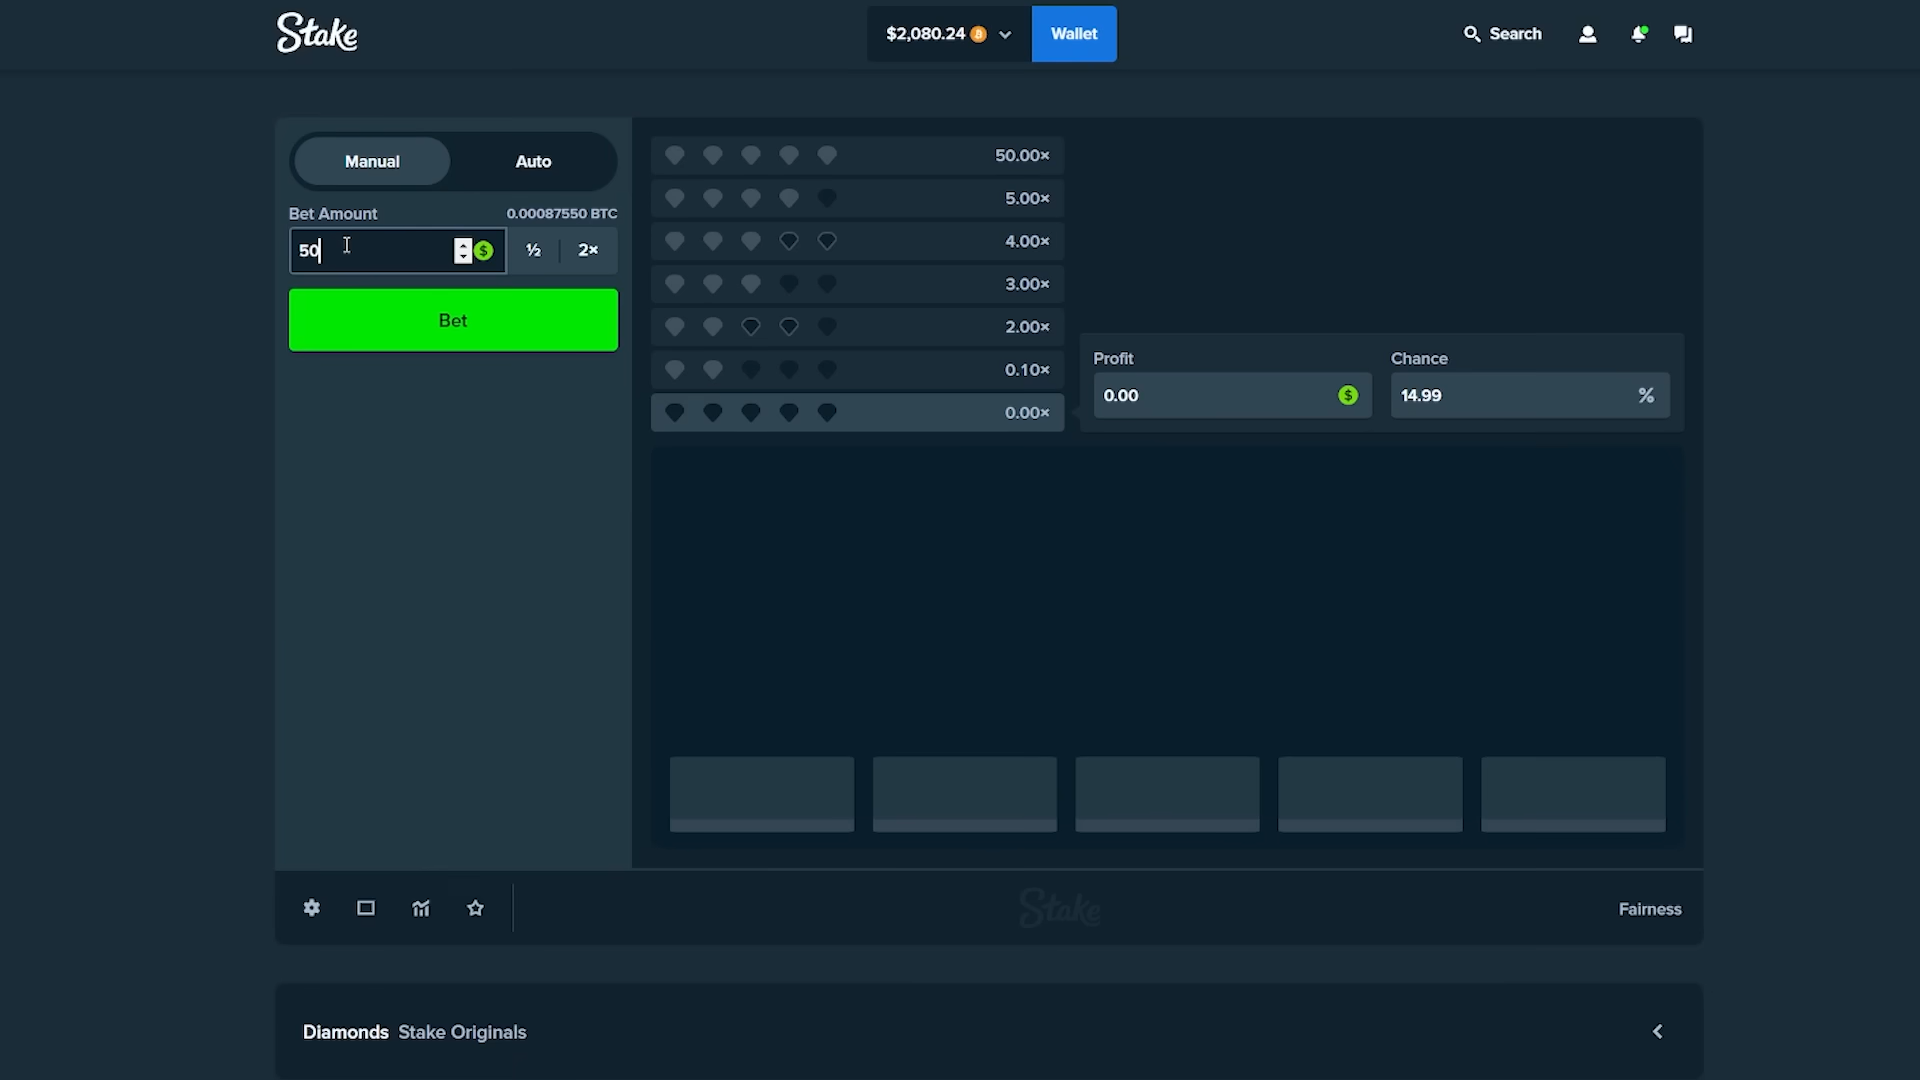 Stake
$2,080.24
Wallet
Search
Manual
Auto
Bet Amount
0.00087550 BTC
50
½
2×
Bet
50.00×
5.00×
4.00×
3.00×
2.00×
0.10×
0.00×
Profit
Chance
0.00
14.99
%
Stake
Fairness
Diamonds Stake Originals